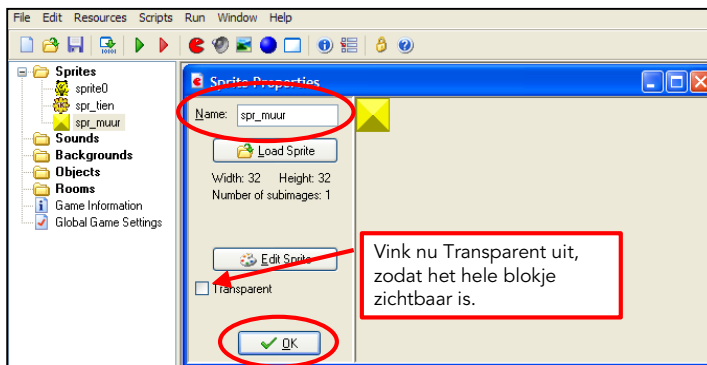 File Edit Resources Scripts Run Window Help
Sprites
sprite0
spr_tien
spr_muur
Sounds
Backgrounds
Objects
Rooms
Game Information
Global Game Settings
Sprite Properties
Name: spr_muur
Load Sprite
Width: 32 Height: 32
Number of subimages: 1
Edit Sprite
Transparent
OK
Vink nu Transparent uit,
zodat het hele blokje
zichtbaar is.